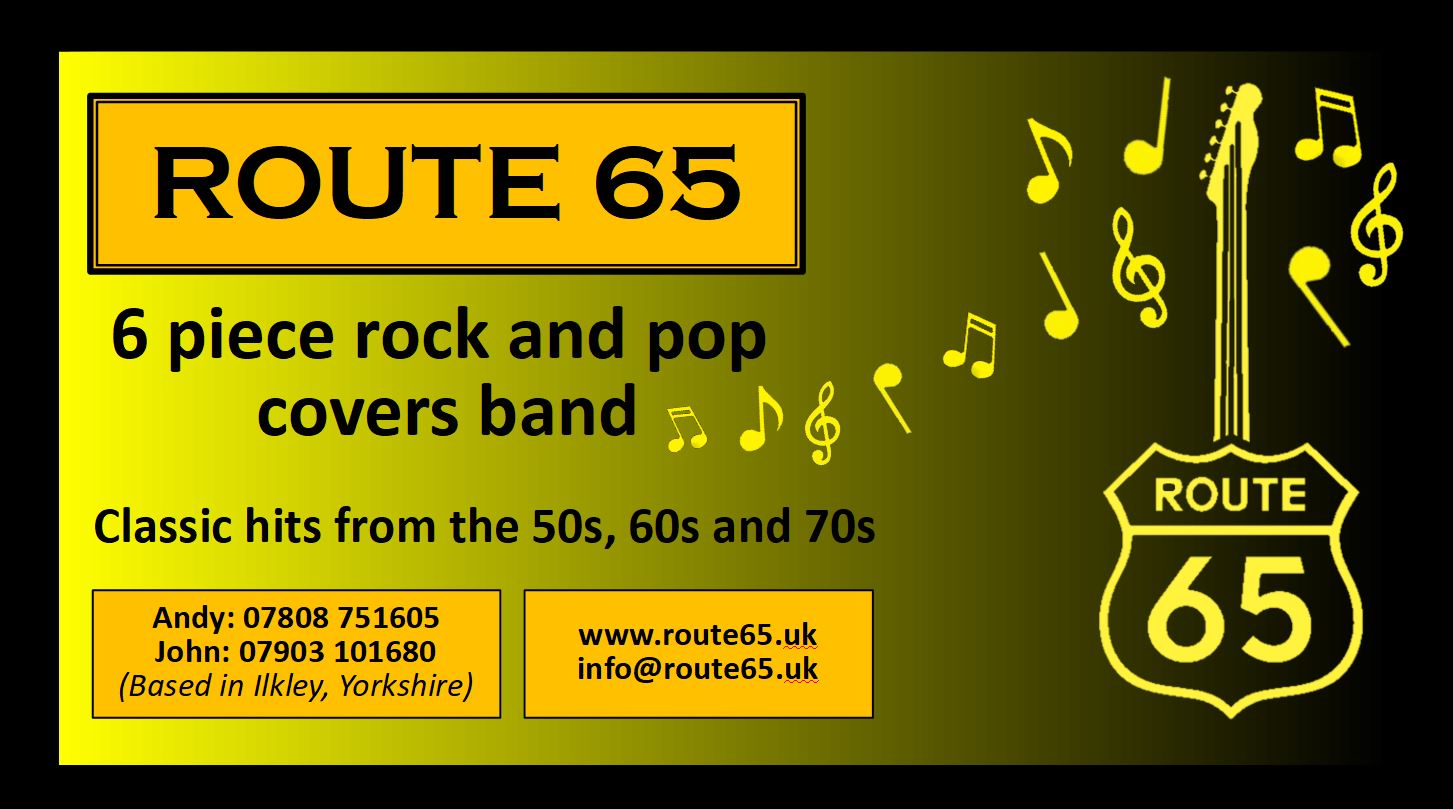 ROUTE 65
6 piece rock and pop
covers band
Classic hits from the 50s, 60s and 70s
Andy: 07808 751605
John: 07903 101680
(Based in Ilkley, Yorkshire)
www.route65.uk
info@route65.uk
ROUTE
65